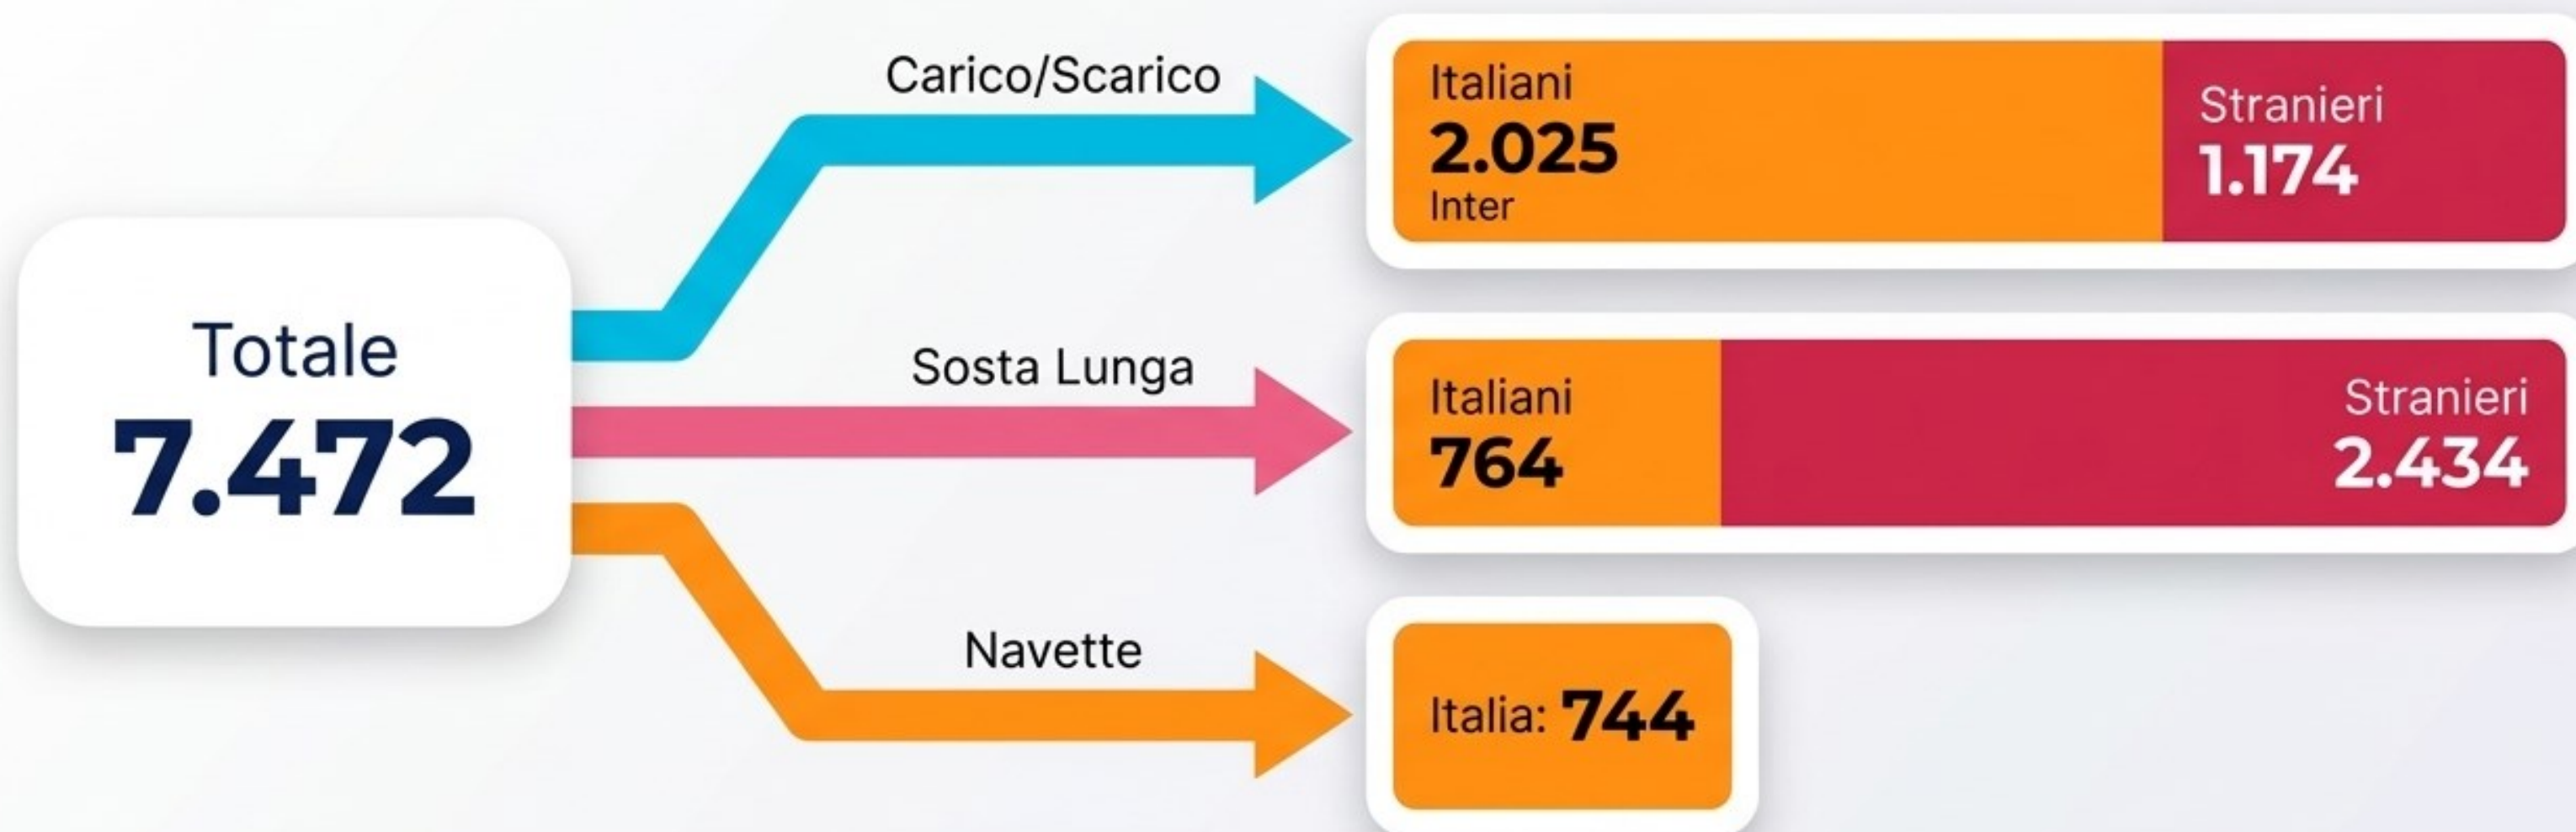 Totale
7.472
Carico/Scarico
Italiani
2.025
Inter
Stranieri
1.174
Sosta Lunga
Italiani
764
Stranieri
2.434
Navette
Italia: 744